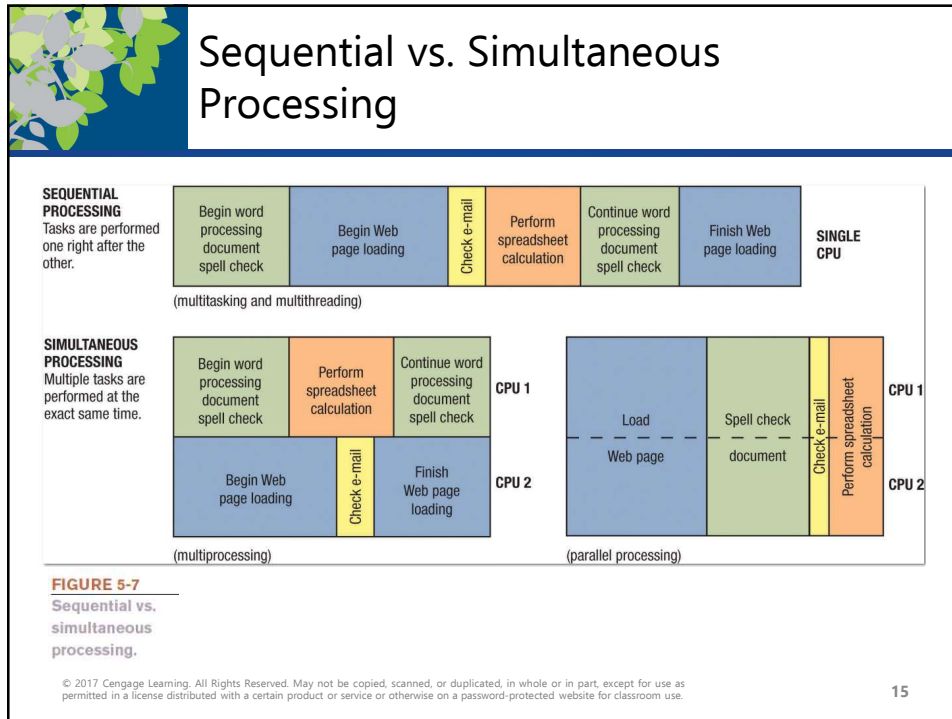 Sequential vs. Simultaneous
Processing
SEQUENTIAL
PROCESSING
Tasks are performed
one right after the
other.
Begin word
processing
document
spell check
Begin Web
page loading
Check e-mail
Perform
spreadsheet
calculation
Continue word
processing
document
spell check
Finish Web
page loading
SINGLE
CPU
(multitasking and multithreading)
SIMULTANEOUS
PROCESSING
Multiple tasks are
performed at the
exact same time.
Begin word
processing
document
spell check
Perform
spreadsheet
calculation
Continue word
processing
document
spell check
CPU 1
Begin Web
page loading
Check e-mail
Finish
Web page
loading
CPU 2
(multiprocessing)
Load
Web page
Spell check
document
Check e-mail
Perform spreadsheet
calculation
CPU 1
CPU 2
(parallel processing)
FIGURE 5-7
Sequential vs.
simultaneous
processing.
© 2017 Cengage Learning. All Rights Reserved. May not be copied, scanned, or duplicated, in whole or in part, except for use as
permitted in a license distributed with a certain product or service or otherwise on a password-protected website for classroom use.
15